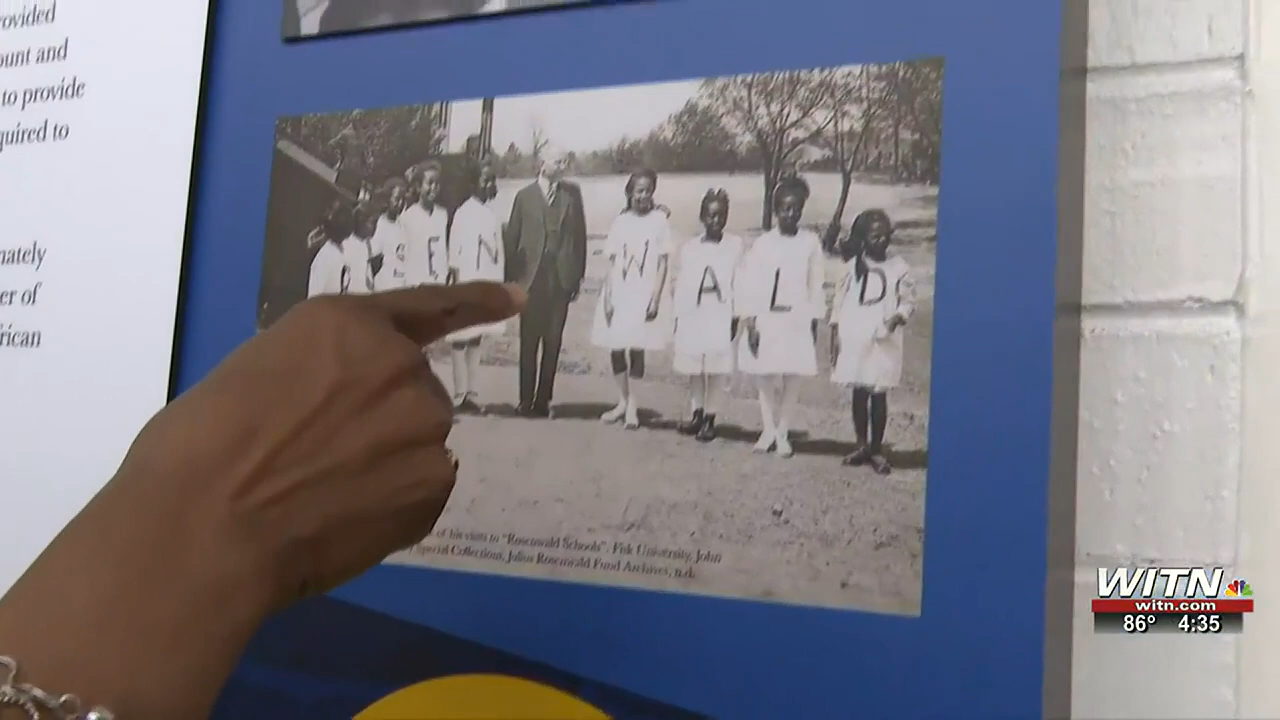 rovided
ount and
to provide
quired to
nately
er of
rican
S E N W A L D
of his visits to "Rosenwald Schools". Fisk University, John
Special Collections, Julius Rosenwald Fund Archives, n.d.
WITN
witn.com
86° 4:35